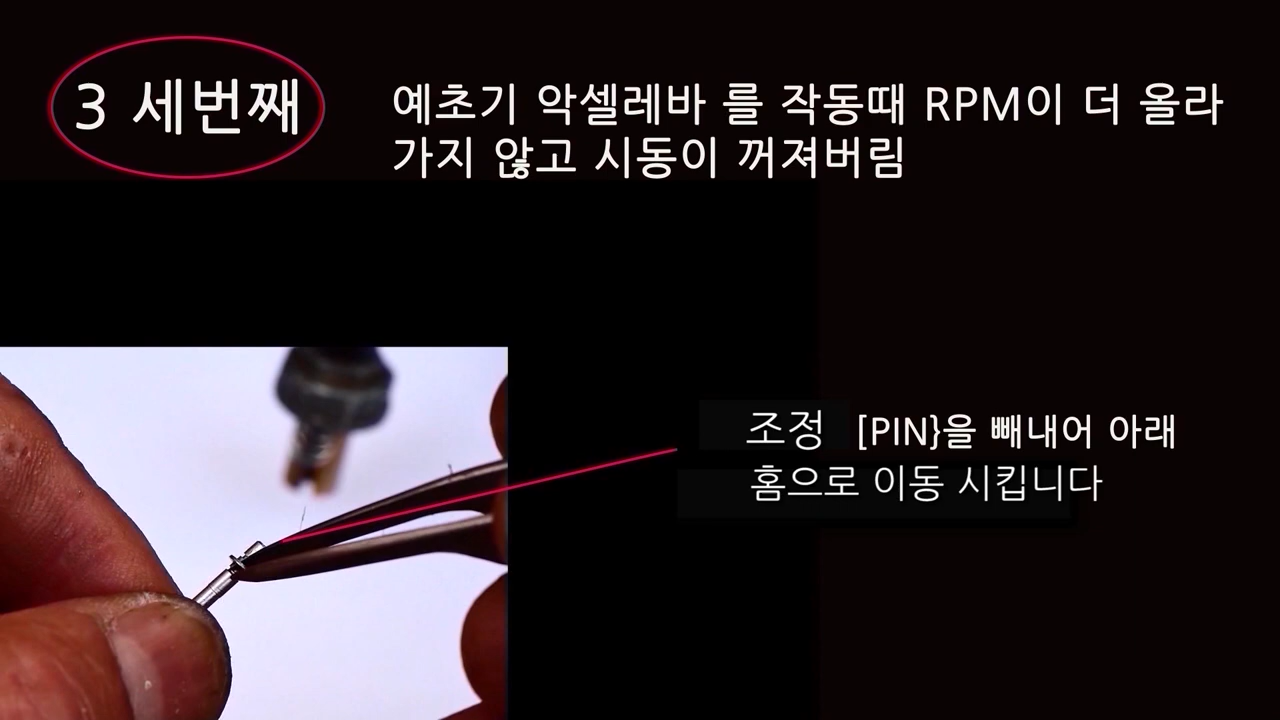 3 세번째
예초기 악셀레바 를 작동때 RPM이 더 올라
가지 않고 시동이 꺼져버림
조정 [PIN}을 빼내어 아래
홈으로 이동 시킵니다